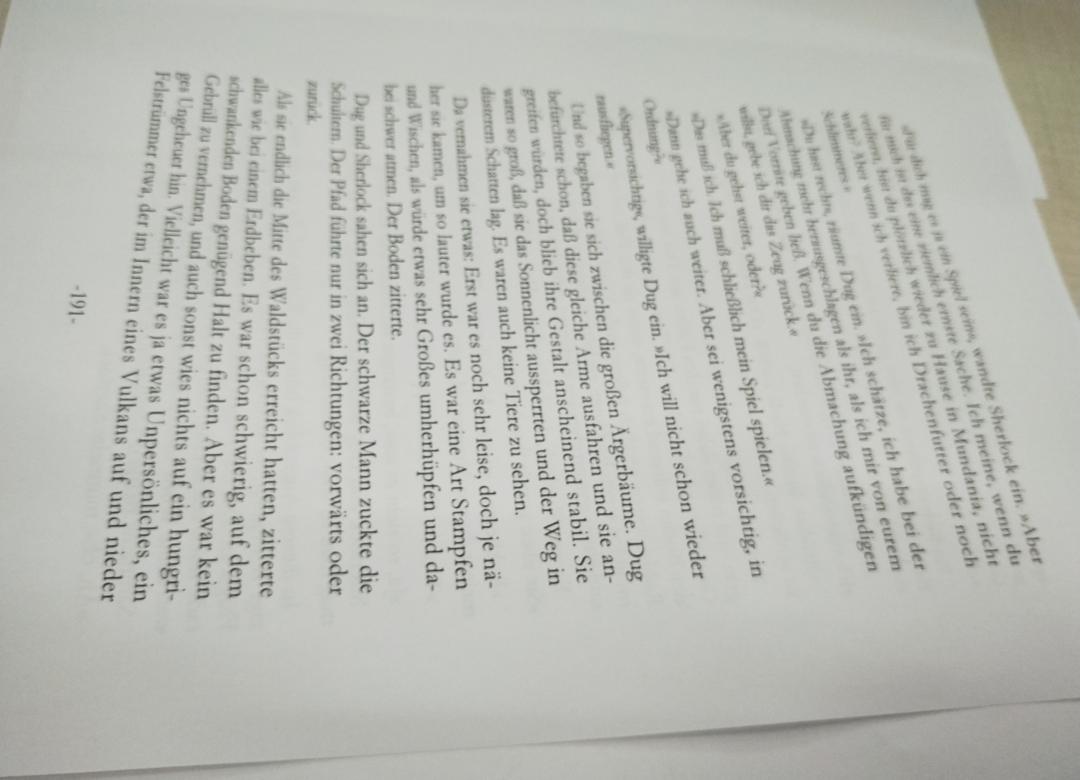 »Für dich mag es ja ein Spiel sein«, wandte Sherlock ein. »Aber
für mich ist das eine ziemlich ernste Sache. Ich meine, wenn du
verlierst, bist du plötzlich wieder zu Hause in Mundania, nicht
wahr? Aber wenn ich verliere, bin ich Drachenfutter oder noch
Schlimmeres.«
»Du hast recht«, räumte Dug ein. »Ich schätze, ich habe bei der
Abmachung mehr herausgeschlagen als ihr, als ich mir von eurem
Dorf Vorräte geben ließ. Wenn du die Abmachung aufkündigen
willst, gebe ich dir das Zeug zurück.«
»Aber du gehst weiter, oder?«
»Das muß ich. Ich muß schließlich mein Spiel spielen.«
»Dann gehe ich auch weiter. Aber sei wenigstens vorsichtig, in
Ordnung?«
»Supervorsichtig«, willigte Dug ein. »Ich will nicht schon wieder
rausfliegen.«
Und so begaben sie sich zwischen die großen Ärgerbäume. Dug
befürchtete schon, daß diese gleiche Arme ausfahren und sie an-
greifen würden, doch blieb ihre Gestalt anscheinend stabil. Sie
waren so groß, daß sie das Sonnenlicht aussperrten und der Weg in
düsterem Schatten lag. Es waren auch keine Tiere zu sehen.
Da vernahmen sie etwas: Erst war es noch sehr leise, doch je nä-
her sie kamen, um so lauter wurde es. Es war eine Art Stampfen
und Wischen, als würde etwas sehr Großes umherhüpfen und da-
bei schwer atmen. Der Boden zitterte.
Dug und Sherlock sahen sich an. Der schwarze Mann zuckte die
Schultern. Der Pfad führte nur in zwei Richtungen: vorwärts oder
zurück.
Als sie endlich die Mitte des Waldstücks erreicht hatten, zitterte
alles wie bei einem Erdbeben. Es war schon schwierig, auf dem
schwankenden Boden genügend Halt zu finden. Aber es war kein
Gebrüll zu vernehmen, und auch sonst wies nichts auf ein hungri-
ges Ungeheuer hin. Vielleicht war es ja etwas Unpersönliches, ein
Felstrümmer etwa, der im Innern eines Vulkans auf und nieder
-191-